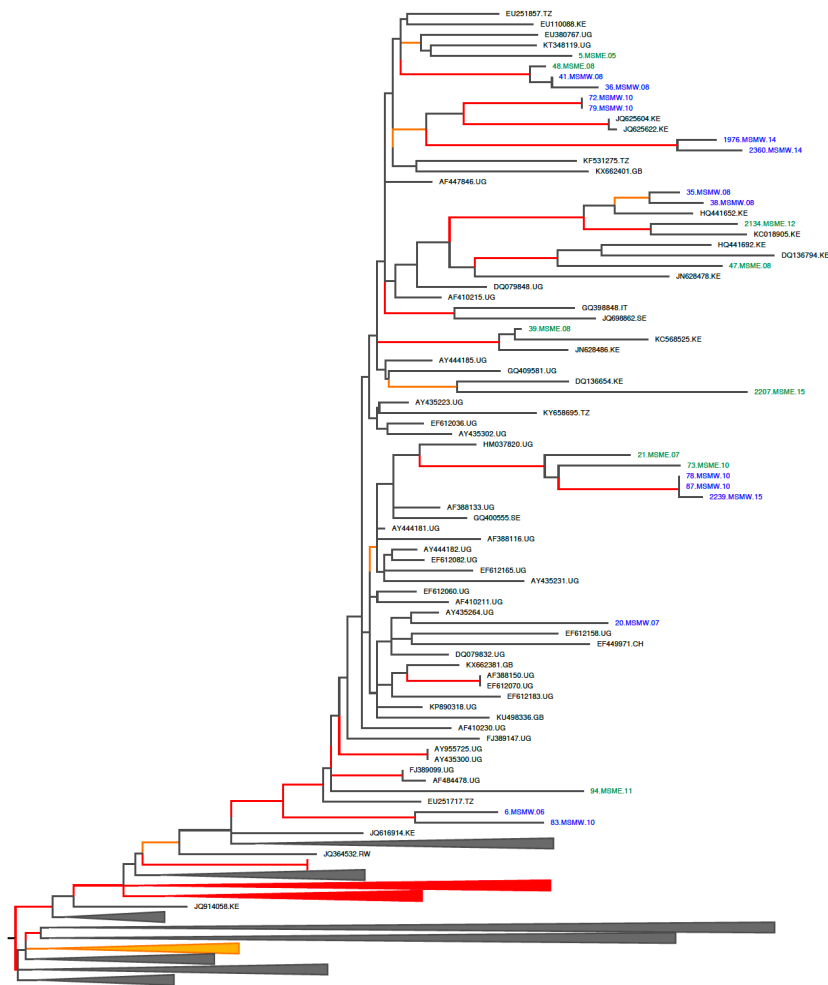 EU251857.TZ
EU110088.KE
EU380767.UG
KT348119.UG
5.MSME.05
48.MSME.08
41.MSMW.08
36.MSMW.08
72.MSMW.10
79.MSMW.10
JQ625604.KE
JQ625622.KE
1976.MSMW.14
2360.MSMW.14
KF531275.TZ
KX662401.GB
AF447846.UG
35.MSMW.08
38.MSMW.08
HQ441652.KE
2134.MSME.12
KC018905.KE
HQ441692.KE
DQ136794.KE
47.MSME.08
JN628478.KE
DQ079848.UG
AF410215.UG
GQ398848.IT
JQ698862.SE
39.MSME.08
KC568525.KE
JN628486.KE
AY444185.UG
GQ409581.UG
DQ136654.KE
2207.MSME.15
AY435223.UG
KY658695.TZ
EF612036.UG
AY435302.UG
HM037820.UG
21.MSME.07
73.MSME.10
78.MSMW.10
87.MSMW.10
2239.MSMW.15
AF388133.UG
GQ400555.SE
AY444181.UG
AF388116.UG
AY444182.UG
EF612082.UG
EF612165.UG
AY435231.UG
EF612060.UG
AF410211.UG
AY435264.UG
20.MSMW.07
EF612158.UG
EF449971.CH
DQ079832.UG
KX662381.GB
AF388150.UG
EF612070.UG
EF612183.UG
KP890318.UG
KU498336.GB
AF410230.UG
FJ389147.UG
AY955725.UG
AY435300.UG
FJ389099.UG
AF484478.UG
94.MSME.11
EU251717.TZ
6.MSMW.06
83.MSMW.10
JQ616914.KE
JQ364532.RW
JQ914058.KE